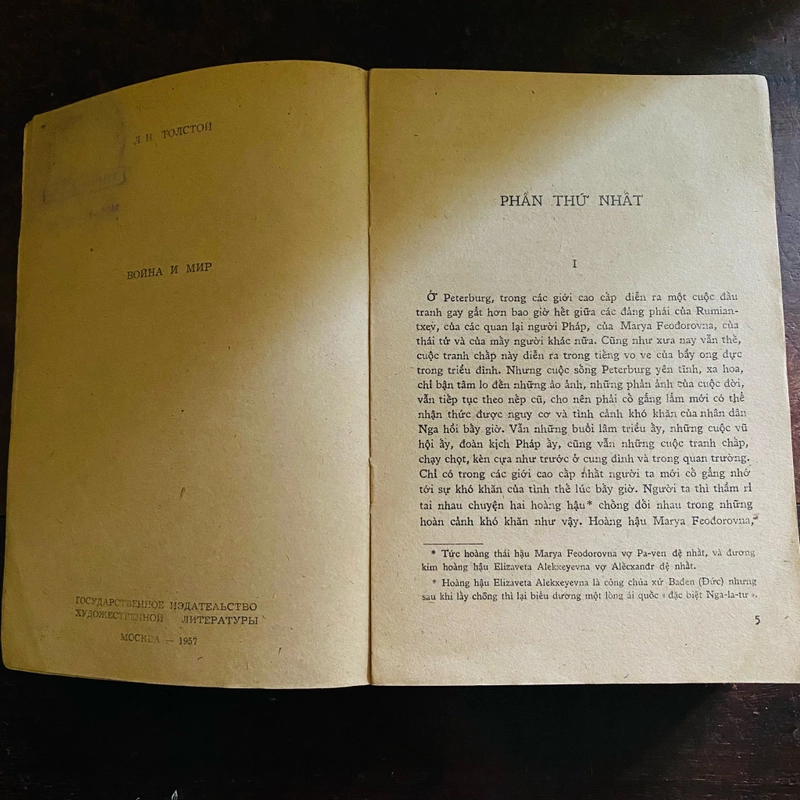 Л. Н. ТОЛСТОЙ
ВОЙНА И МИР
ГОСУДАРСТВЕННОЕ ИЗДАТЕЛЬСТВО
ХУДОЖЕСТВЕННОЙ ЛИТЕРАТУРЫ
МОСКВА — 1957
PHẦN THỨ NHẤT
I
Ở Peterburg, trong các giới cao cấp diễn ra một cuộc đấu
tranh gay gắt hơn bao giờ hết giữa các đảng phái của Rumian-
txev, của các quan lại người Pháp, của Marya Feođorovna, của
thái tử và của mấy người khác nữa. Cũng như xưa nay vẫn thế,
cuộc tranh chấp này diễn ra trong tiếng vo ve của bầy ong đực
trong triều đình. Nhưng cuộc sống Peterburg yên tĩnh, xa hoa,
chỉ bận tâm lo đến những ảo ảnh, những phản ảnh của cuộc đời,
vẫn tiếp tục theo nếp cũ, cho nên phải cố gắng lắm mới có thể
nhận thức được nguy cơ và tình cảnh khó khăn của nhân dân
Nga hồi bấy giờ. Vẫn những buổi lâm triều ấy, những cuộc vũ
hội ấy, đoàn kịch Pháp ấy, cũng vẫn những cuộc tranh chấp,
chạy chọt, kèn cựa như trước ở cung đình và trong quan trường.
Chỉ có trong các giới cao cấp nhất người ta mới cố gắng nhớ
tới sự khó khăn của tình thế lúc bấy giờ. Người ta thì thầm rỉ
tai nhau chuyện hai hoàng hậu* chống đối nhau trong những
hoàn cảnh khó khăn như vậy. Hoàng hậu Marya Feođorovna,*
* Tức hoàng thái hậu Marya Feođorovna vợ Pa-ven đệ nhất, và đương
kim hoàng hậu Elizaveta Alekxeyevna vợ Alêcxanđr đệ nhất.
* Hoàng hậu Elizaveta Alekxeyevna là công chúa xứ Bađen (Đức) nhưng
sau khi lấy chồng thì lại biểu dương một lòng ái quốc « đặc biệt Nga-la-tư ».
5